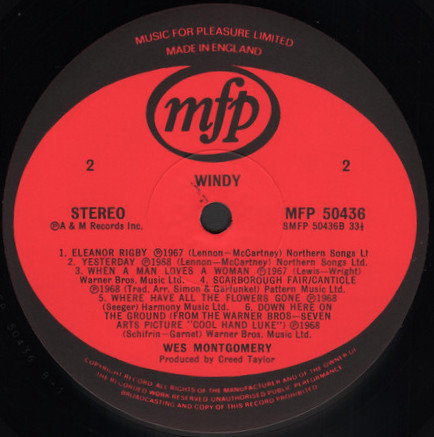 MUSIC FOR PLEASURE LIMITED
MADE IN ENGLAND
mfp
2 2
WINDY
STEREO MFP 50436
℗A & M Records Inc. SMFP 50436B 33⅓
1. ELEANOR RIGBY ℗1967 (Lennon—McCartney) Northern Songs Lt
2. YESTERDAY ℗1968 (Lennon—McCartney) Northern Songs Ltd.
3. WHEN A MAN LOVES A WOMAN ℗1967 (Lewis—Wright)
Warner Bros. Music Ltd. 4. SCARBOROUGH FAIR/CANTICLE
℗1968 (Trad. Arr. Simon & Garfunkel) Pattern Music Ltd.
5. WHERE HAVE ALL THE FLOWERS GONE ℗1968
(Seeger) Harmony Music Ltd. 6. DOWN HERE ON
THE GROUND (FROM THE WARNER BROS—SEVEN
ARTS PICTURE "COOL HAND LUKE") ℗1968
(Schifrin—Garnet) Warner Bros. Music Ltd.
WES MONTGOMERY
Produced by Creed Taylor
COPYRIGHT RECORD. ALL RIGHTS OF THE MANUFACTURER AND OF THE OWNER OF
THE RECORDED WORK RESERVED UNAUTHORISED PUBLIC PERFORMANCE
BROADCASTING AND COPY OF THIS RECORD PROHIBITED